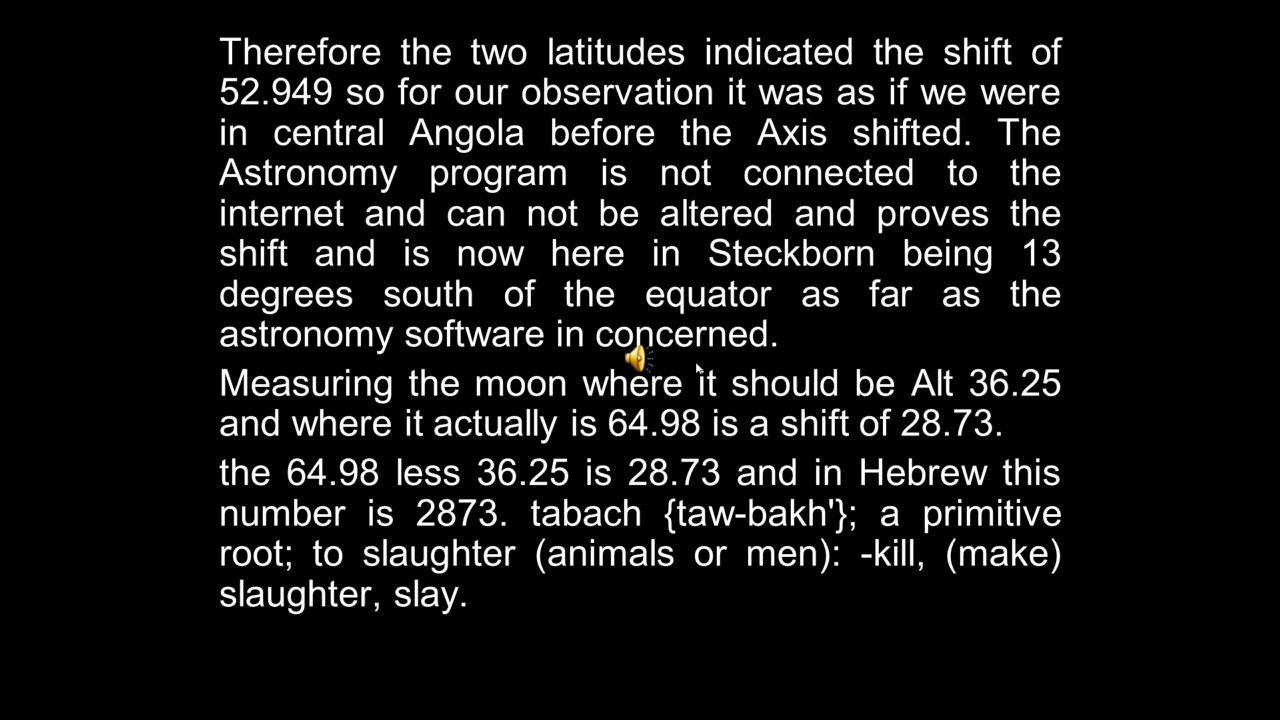 Therefore the two latitudes indicated the shift of
52.949 so for our observation it was as if we were
in central Angola before the Axis shifted. The
Astronomy program is not connected to the
internet and can not be altered and proves the
shift and is now here in Steckborn being 13
degrees south of the equator as far as the
astronomy software in concerned.
Measuring the moon where it should be Alt 36.25
and where it actually is 64.98 is a shift of 28.73.
the 64.98 less 36.25 is 28.73 and in Hebrew this
number is 2873. tabach {taw-bakh'}; a primitive
root; to slaughter (animals or men): -kill, (make)
slaughter, slay.